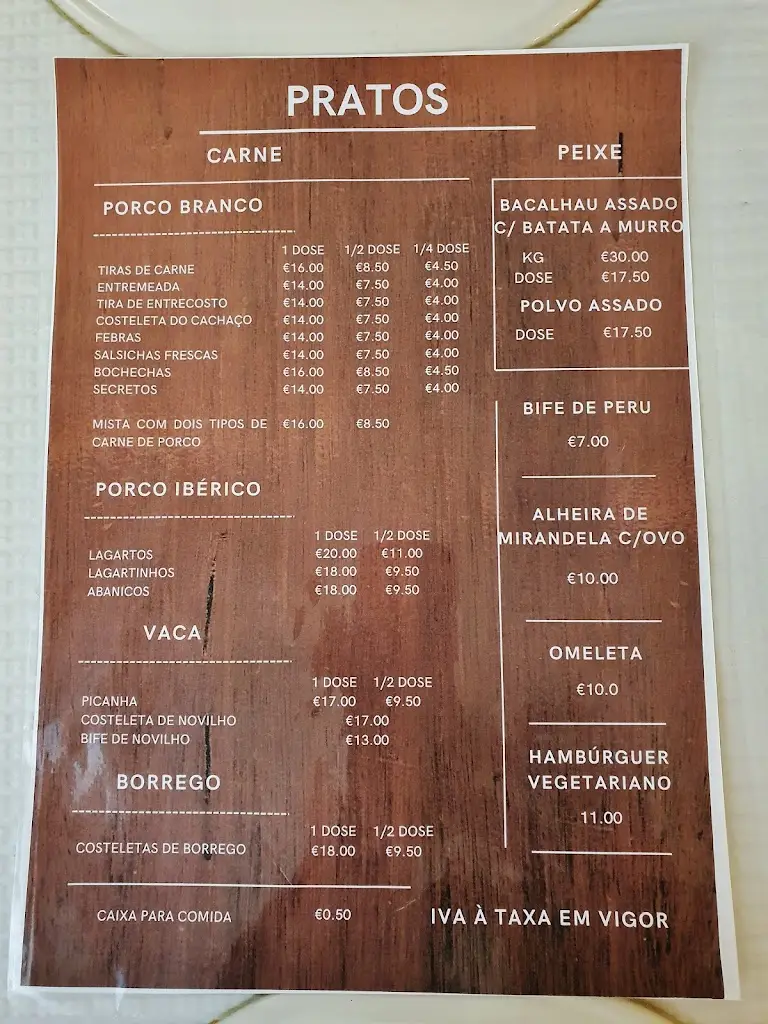 PRATOS
CARNE
PORCO BRANCO
1 DOSE 1/2 DOSE 1/4 DOSE
TIRAS DE CARNE €16.00 €8.50 €4.50
ENTREMEADA €14.00 €7.50 €4.00
TIRA DE ENTRECOSTO €14.00 €7.50 €4.00
COSTELETA DO CACHAÇO €14.00 €7.50 €4.00
FEBRAS €14.00 €7.50 €4.00
SALSICHAS FRESCAS €14.00 €7.50 €4.00
BOCHECHAS €16.00 €8.50 €4.50
SECRETOS €14.00 €7.50 €4.00
MISTA COM DOIS TIPOS DE €16.00 €8.50
CARNE DE PORCO
PORCO IBÉRICO
1 DOSE 1/2 DOSE
LAGARTOS €20.00 €11.00
LAGARTINHOS €18.00 €9.50
ABANICOS €18.00 €9.50
VACA
1 DOSE 1/2 DOSE
PICANHA €17.00 €9.50
COSTELETA DE NOVILHO €17.00
BIFE DE NOVILHO €13.00
BORREGO
1 DOSE 1/2 DOSE
COSTELETAS DE BORREGO €18.00 €9.50
CAIXA PARA COMIDA €0.50
PEIXE
BACALHAU ASSADO
C/ BATATA A MURRO
KG €30.00
DOSE €17.50
POLVO ASSADO
DOSE €17.50
BIFE DE PERU
€7.00
ALHEIRA DE
MIRANDELA C/OVO
€10.00
OMELETA
€10.0
HAMBÚRGUER
VEGETARIANO
11.00
IVA À TAXA EM VIGOR